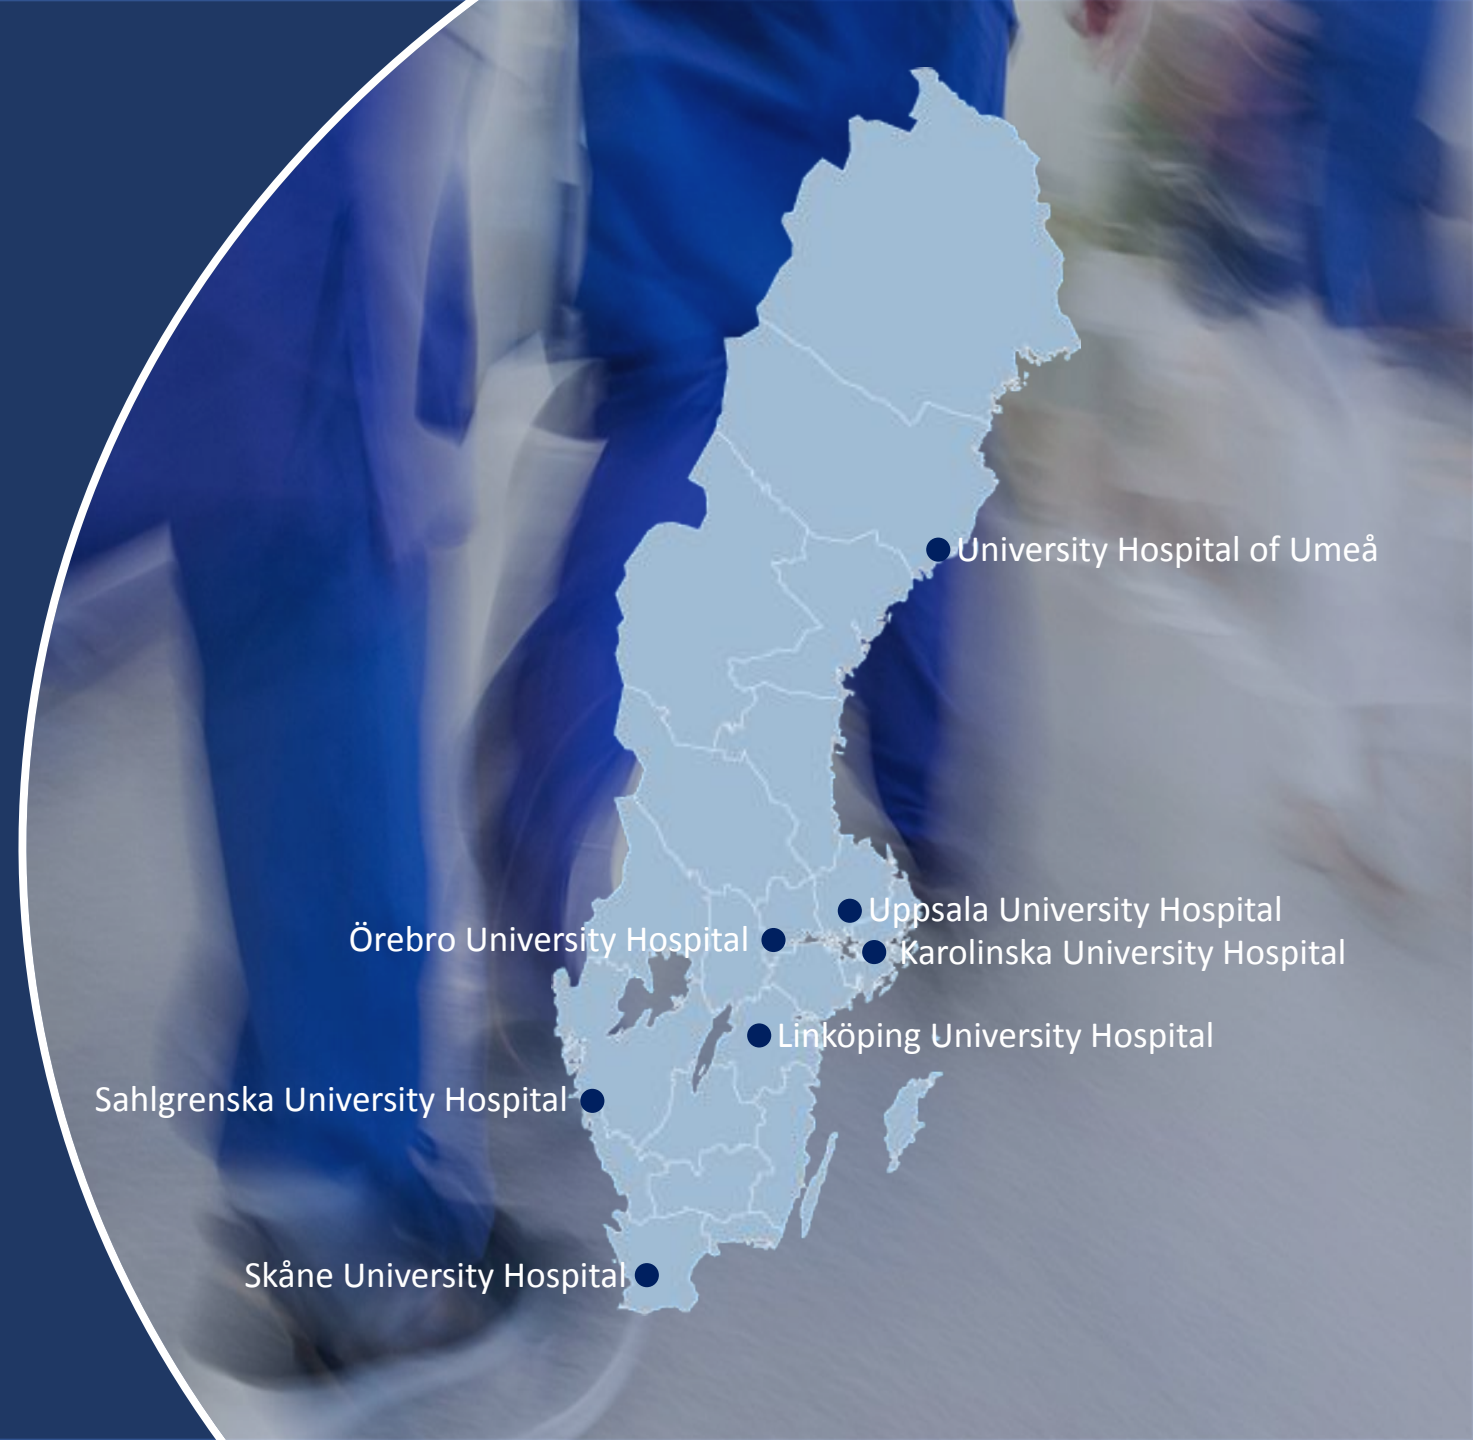 University Hospital of Umeå
Uppsala University Hospital
Örebro University Hospital
Karolinska University Hospital
Linköping University Hospital
Sahlgrenska University Hospital
Skåne University Hospital